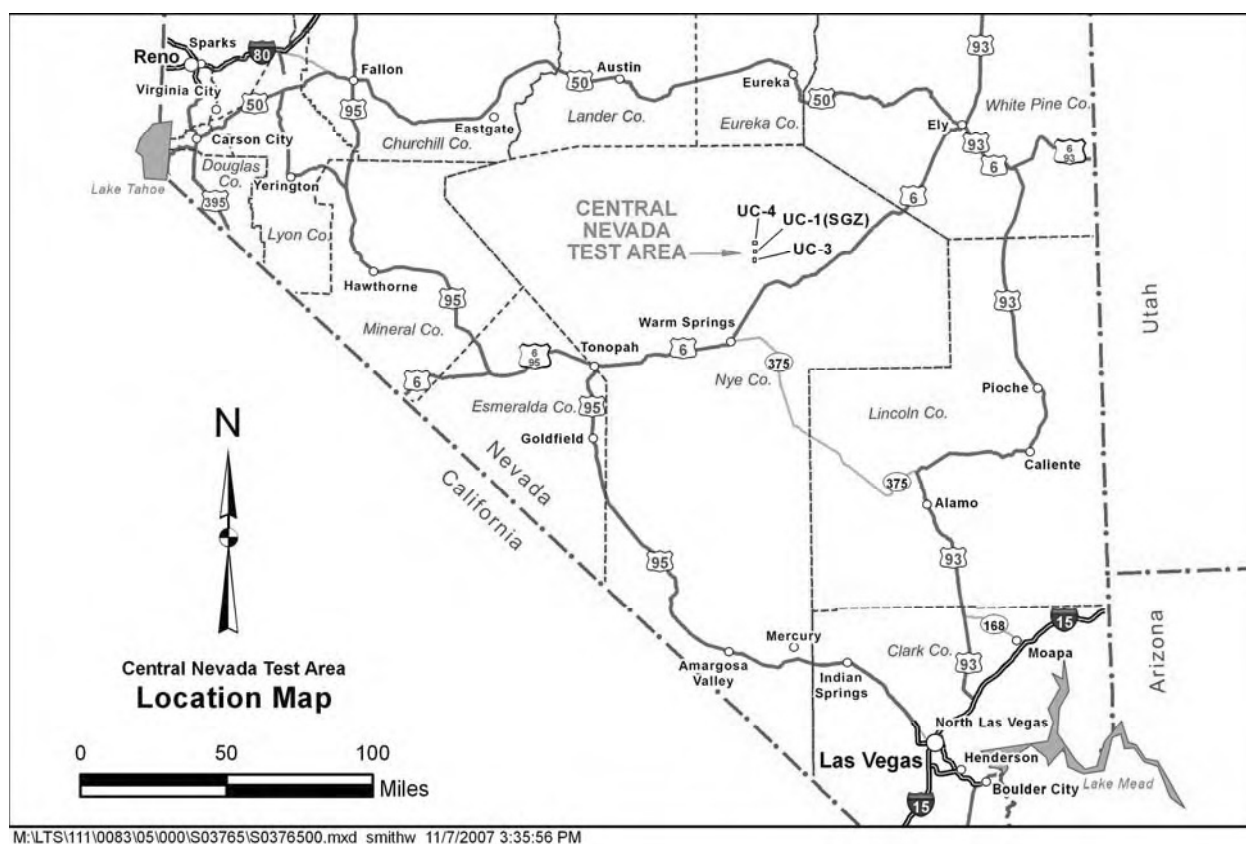 93
Sparks
Reno
80
Virginia City
Fallon
Austin
Eureka
50
50
50
50
95
White Pine Co.
Eastgate
Lander Co.
Eureka Co.
Churchill Co.
Ely
93
Carson City
Douglas
Co.
6
93
6
Lake Tahoe
Yerington
6
395
Lyon Co.
CENTRAL
NEVADA
TEST AREA
UC-4
UC-1(SGZ)
UC-3
Hawthorne
95
93
Utah
Mineral Co.
Warm Springs
Tonopah
6
95
6
6
375
Nye Co.
Pioche
Esmeralda Co.
95
Lincoln Co.
N
Goldfield
Caliente
Nevada
California
375
Alamo
95
93
Mercury
168
15
Central Nevada Test Area
Location Map
Amargosa
Valley
Indian
Springs
Clark Co.
93
Moapa
Arizona
North Las Vegas
Las Vegas
Henderson
Boulder City
Lake Mead
15
0 50 100
Miles
M:\LTS\111\0083\05\000\S03765\S0376500.mxd smithw 11/7/2007 3:35:56 PM